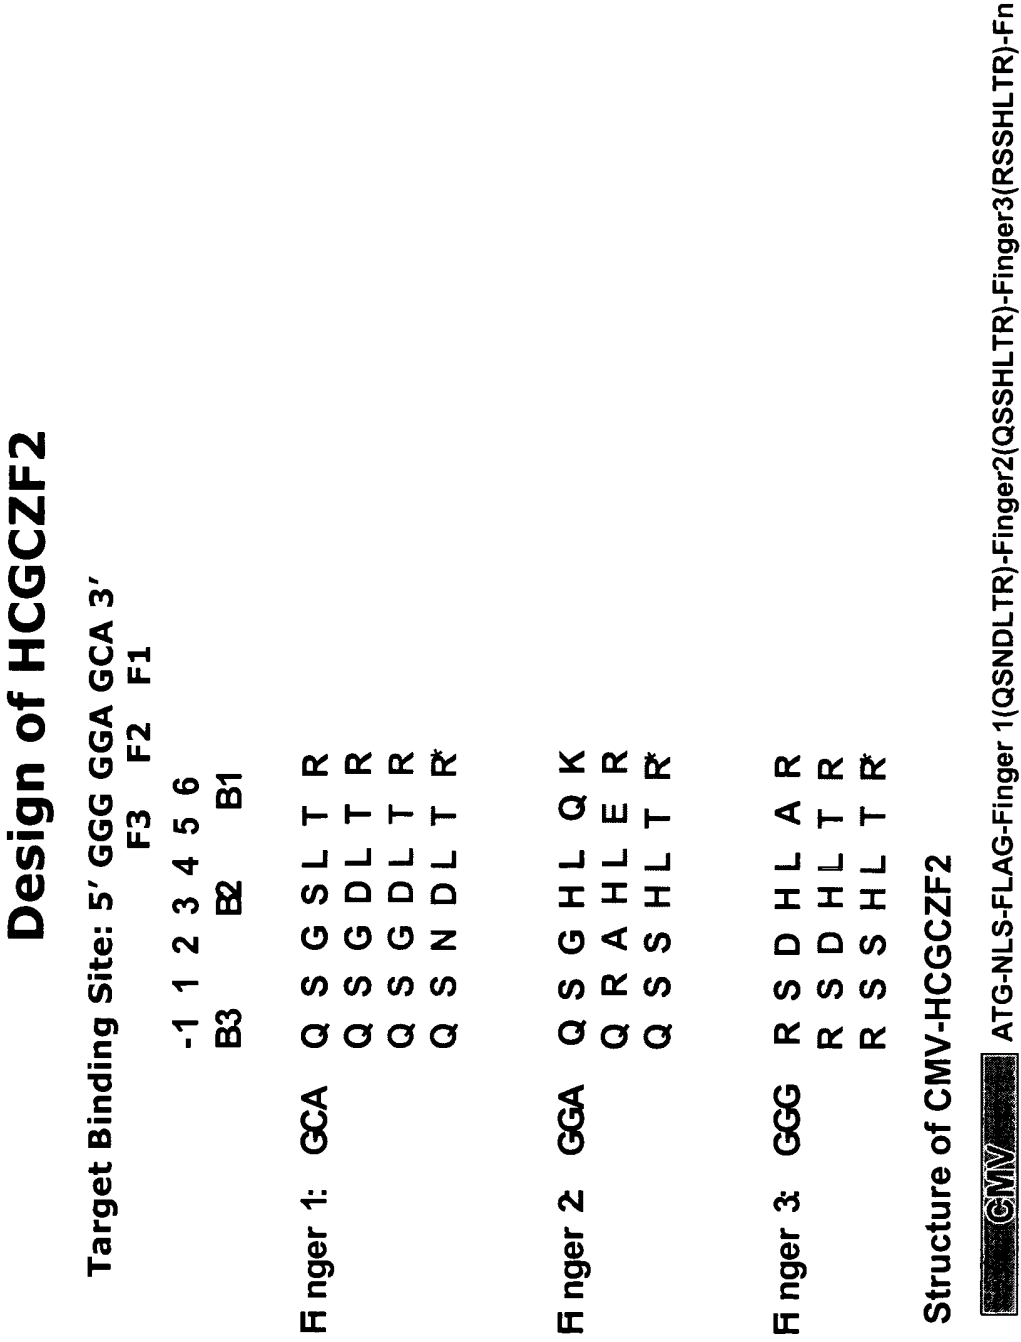 Design of HCGCZF2
Target Binding Site: 5′ GGG GGA GCA 3′
F3 F2 F1
-1 1 2 3 4 5 6
B3 B2 B1
Finger 1: GCA Q S G S L T R
Q S G D L T R
Q S G D L T R
Q S N D L T R*
Finger 2: GGA Q S G H L Q K
Q R A H L E R
Q S S H L T R*
Finger 3: GGG R S D H L A R
R S D H L T R
R S S H L T R*
Structure of CMV-HCGCZF2
CMV ATG-NLS-FLAG-Finger 1(QSNDLTR)-Finger2(QSSHLTR)-Finger3(RSSHLTR)-Fn